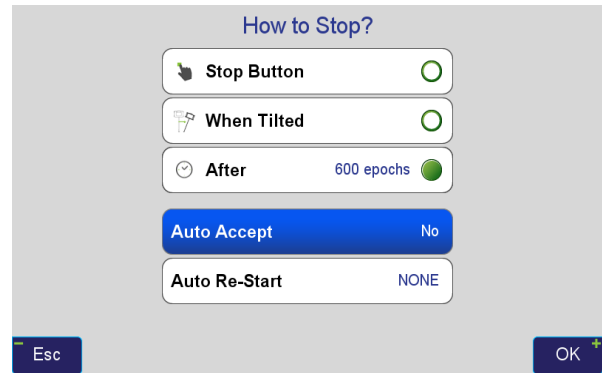 How to Stop?
Stop Button
When Tilted
After 600 epochs
Auto Accept No
Auto Re-Start NONE
- Esc OK +